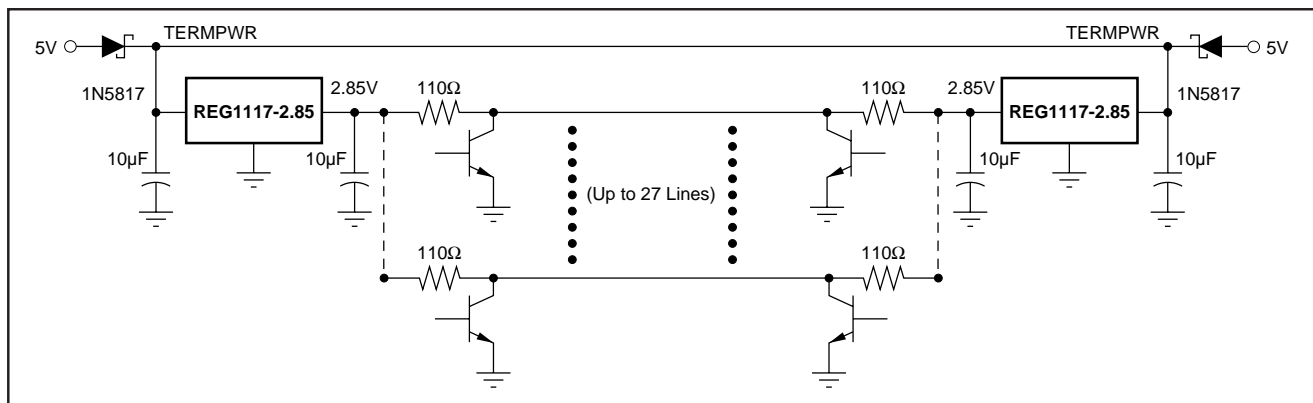 5V
TERMPWR
TERMPWR
5V
1N5817
REG1117-2.85
2.85V
110Ω
110Ω
2.85V
REG1117-2.85
1N5817
10µF
10µF
(Up to 27 Lines)
10µF
10µF
110Ω
110Ω